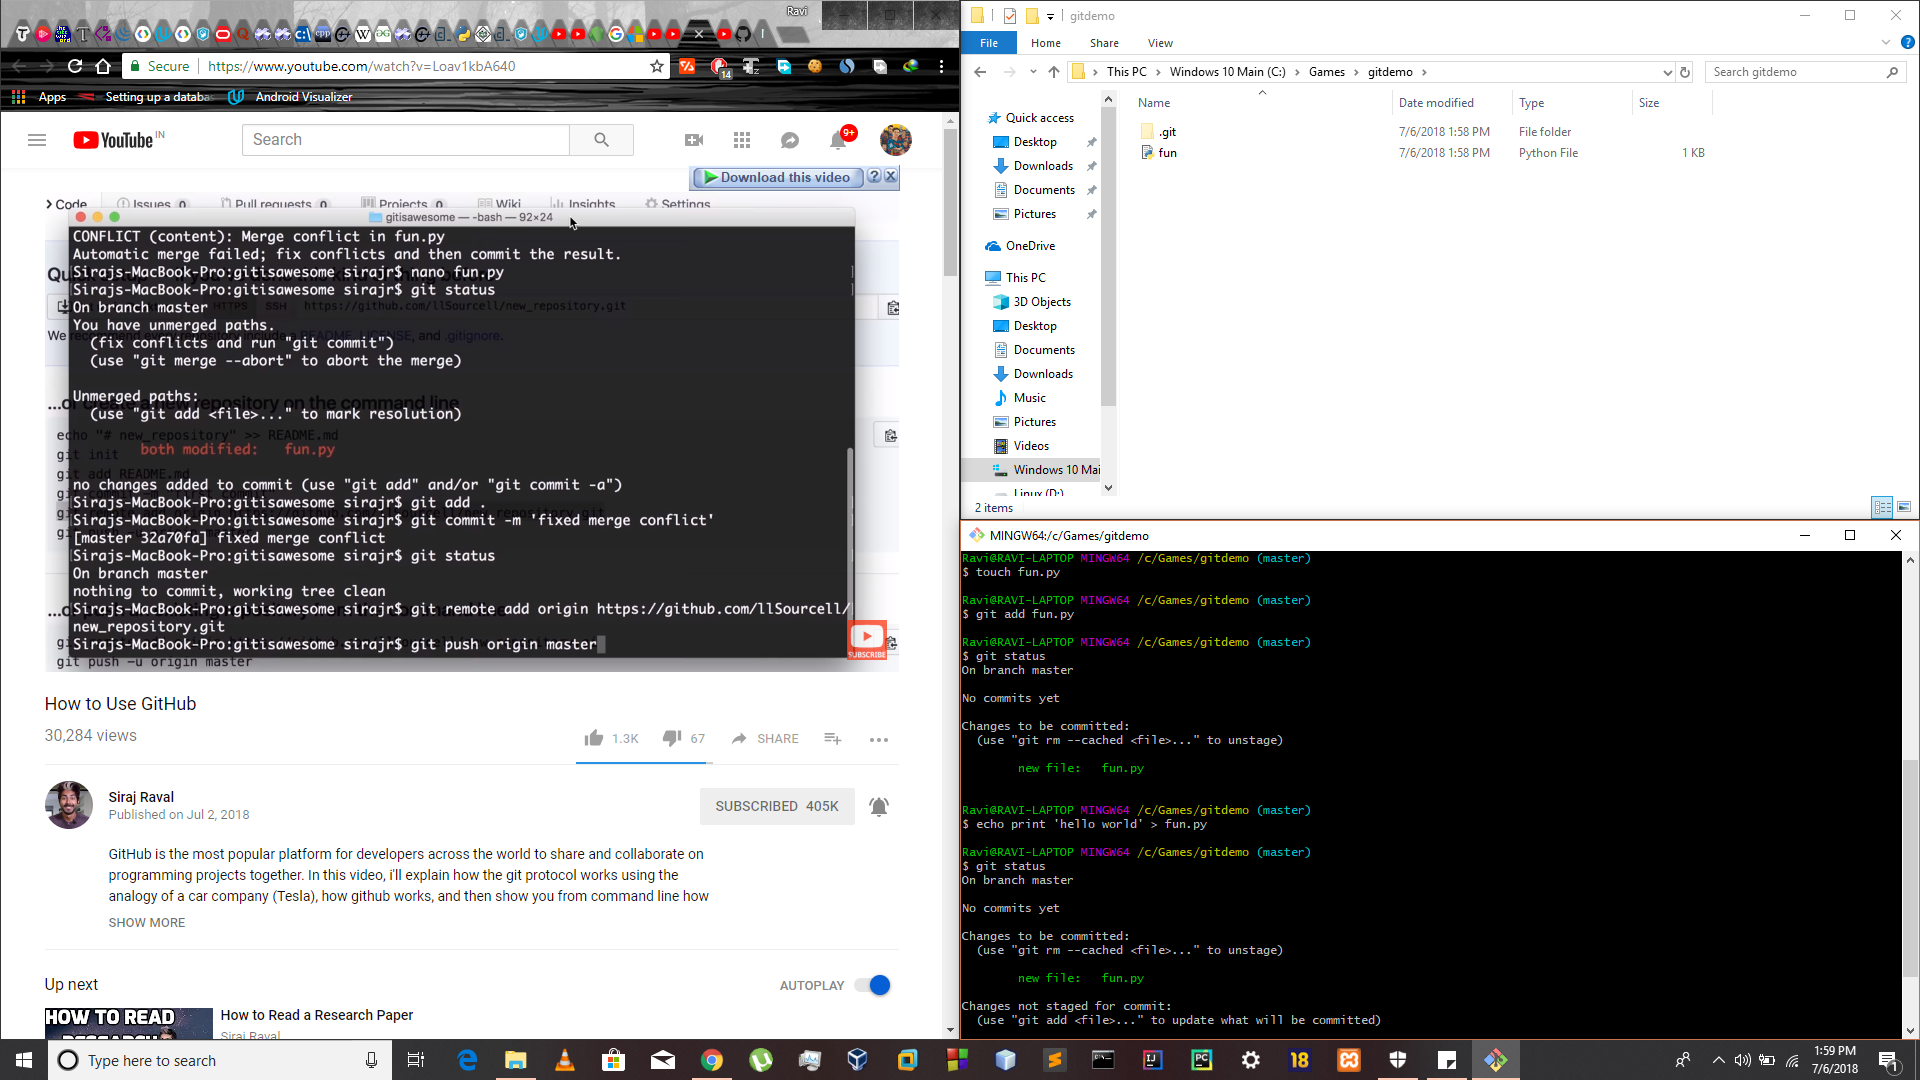 Ravi
Secure
https://www.youtube.com/watch?v=Loav1kbA640
14
Apps
Setting up a databa
Android Visualizer
YouTube IN
Search
9+
Download this video
Code
Issues 0
Pull requests 0
Projects 0
Wiki
Insights
Settings
gitisawesome — -bash — 92×24
CONFLICT (content): Merge conflict in fun.py
Automatic merge failed; fix conflicts and then commit the result.
Sirajs-MacBook-Pro:gitisawesome sirajr$ nano fun.py
Sirajs-MacBook-Pro:gitisawesome sirajr$ git status
On branch master
HTTPS SSH https://github.com/llSourcell/new_repository.git
You have unmerged paths.
(fix conflicts and run "git commit")
(use "git merge --abort" to abort the merge)
Unmerged paths:
(use "git add <file>..." to mark resolution)
both modified: fun.py
no changes added to commit (use "git add" and/or "git commit -a")
Sirajs-MacBook-Pro:gitisawesome sirajr$ git add .
Sirajs-MacBook-Pro:gitisawesome sirajr$ git commit -m 'fixed merge conflict'
[master 32a70fa] fixed merge conflict
Sirajs-MacBook-Pro:gitisawesome sirajr$ git status
On branch master
nothing to commit, working tree clean
Sirajs-MacBook-Pro:gitisawesome sirajr$ git remote add origin https://github.com/llSourcell/
new_repository.git
Sirajs-MacBook-Pro:gitisawesome sirajr$ git push origin master
git push -u origin master
SUBSCRIBE
How to Use GitHub
30,284 views
1.3K
67
SHARE
Siraj Raval
Published on Jul 2, 2018
SUBSCRIBED 405K
GitHub is the most popular platform for developers across the world to share and collaborate on
programming projects together. In this video, i'll explain how the git protocol works using the
analogy of a car company (Tesla), how github works, and then show you from command line how
SHOW MORE
Up next
AUTOPLAY
HOW TO READ
How to Read a Research Paper
Siraj Raval
gitdemo
File
Home
Share
View
This PC
Windows 10 Main (C:)
Games
gitdemo
Search gitdemo
Name
Date modified
Type
Size
.git
7/6/2018 1:58 PM
File folder
fun
7/6/2018 1:58 PM
Python File
1 KB
Quick access
Desktop
Downloads
Documents
Pictures
OneDrive
This PC
3D Objects
Desktop
Documents
Downloads
Music
Pictures
Videos
Windows 10 Mai
Linux (D:)
2 items
MINGW64:/c/Games/gitdemo
Ravi@RAVI-LAPTOP MINGW64 /c/Games/gitdemo (master)
$ touch fun.py
Ravi@RAVI-LAPTOP MINGW64 /c/Games/gitdemo (master)
$ git add fun.py
Ravi@RAVI-LAPTOP MINGW64 /c/Games/gitdemo (master)
$ git status
On branch master
No commits yet
Changes to be committed:
(use "git rm --cached <file>..." to unstage)
new file: fun.py
Ravi@RAVI-LAPTOP MINGW64 /c/Games/gitdemo (master)
$ echo print 'hello world' > fun.py
Ravi@RAVI-LAPTOP MINGW64 /c/Games/gitdemo (master)
$ git status
On branch master
No commits yet
Changes to be committed:
(use "git rm --cached <file>..." to unstage)
new file: fun.py
Changes not staged for commit:
(use "git add <file>..." to update what will be committed)
Type here to search
18
1:59 PM
7/6/2018
1